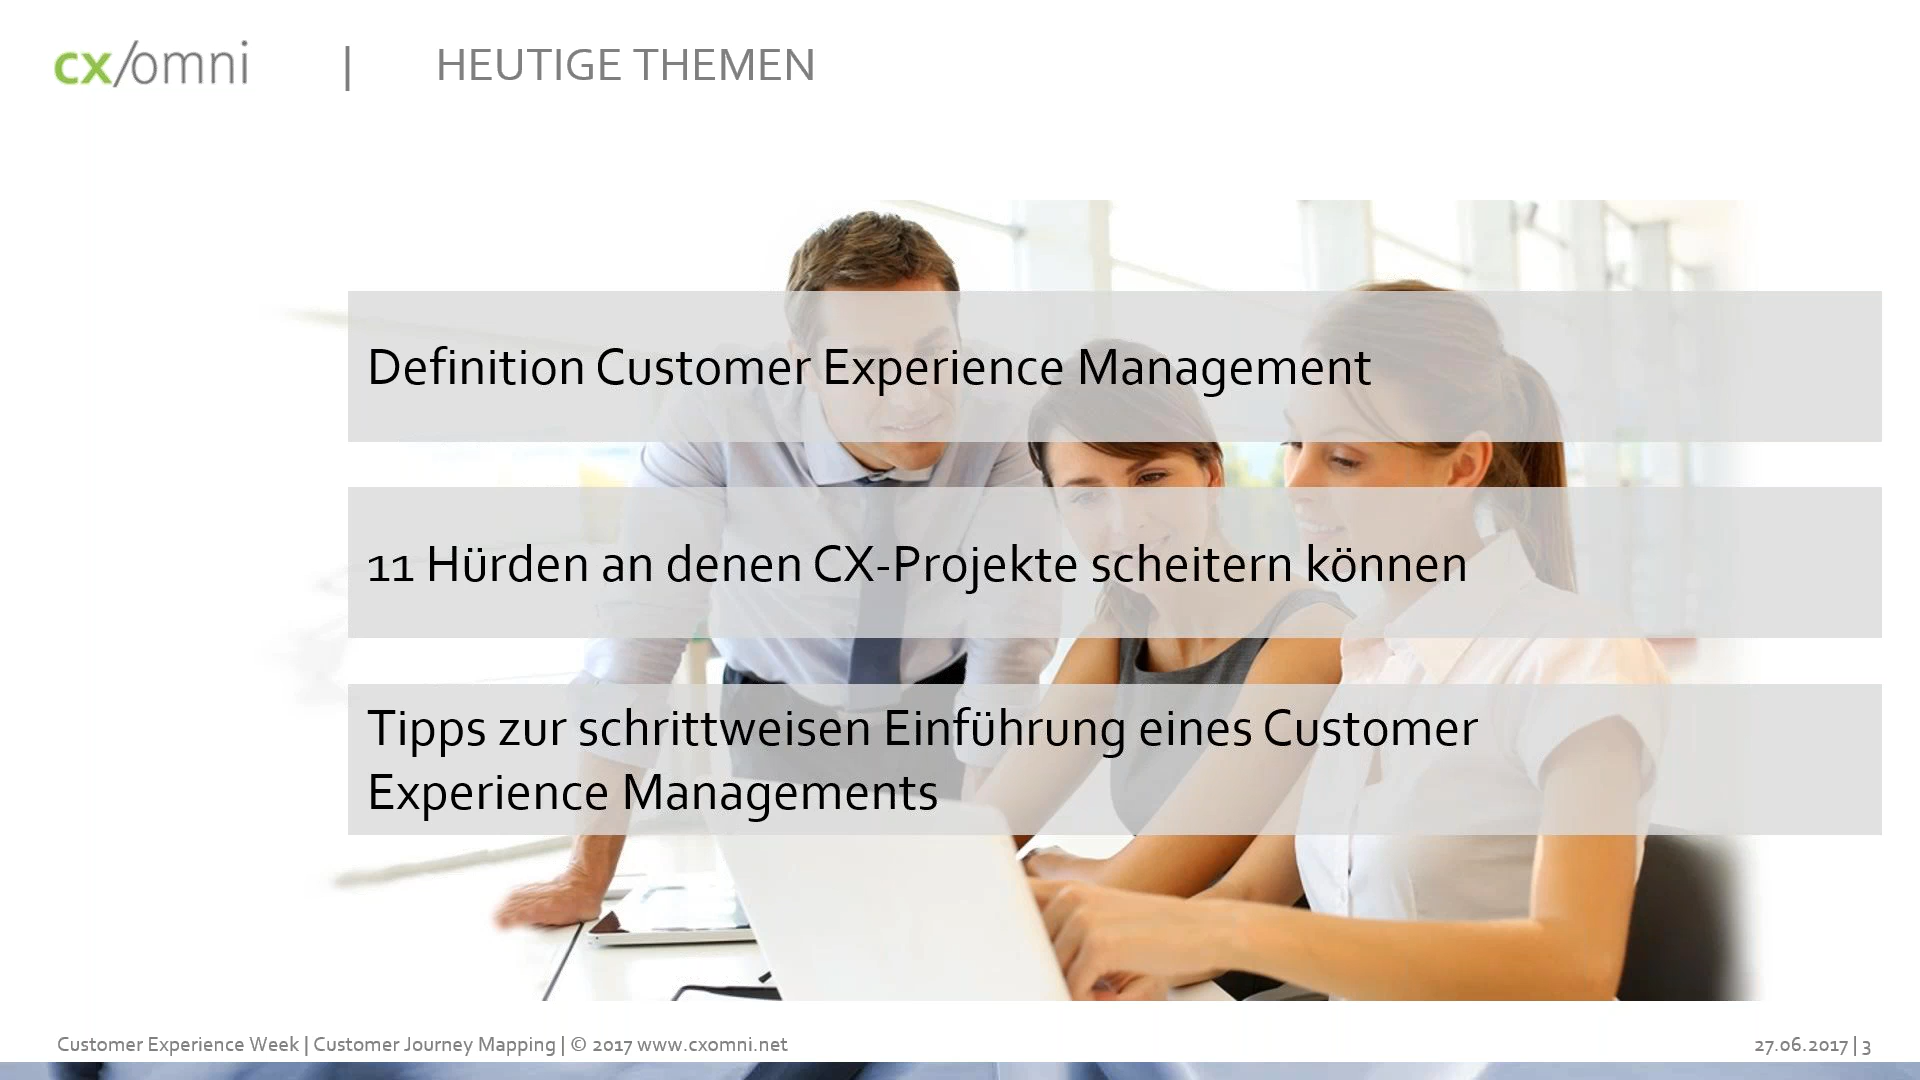 cx/omni | HEUTIGE THEMEN
Definition Customer Experience Management
11 Hürden an denen CX-Projekte scheitern können
Tipps zur schrittweisen Einführung eines Customer
Experience Managements
Customer Experience Week | Customer Journey Mapping | © 2017 www.cxomni.net
27.06.2017 | 3